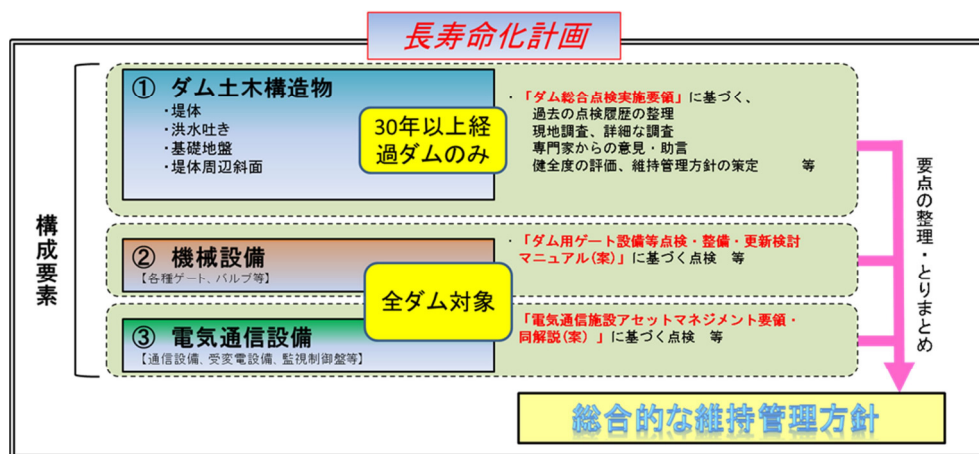 長寿命化計画
構成要素
① ダム土木構造物
・堤体
・洪水吐き
・基礎地盤
・堤体周辺斜面
30年以上経
過ダムのみ
・「ダム総合点検実施要領」に基づく、
過去の点検履歴の整理
現地調査、詳細な調査
専門家からの意見・助言
健全度の評価、維持管理方針の策定　等
② 機械設備
【各種ゲート、バルブ等】
・「ダム用ゲート設備等点検・整備・更新検討
マニュアル(案)」に基づく点検　等
全ダム対象
③ 電気通信設備
【通信設備、受変電設備、監視制御盤等】
「電気通信施設アセットマネジメント要領・
同解説(案) 」に基づく点検　等
要点の整理・とりまとめ
総合的な維持管理方針